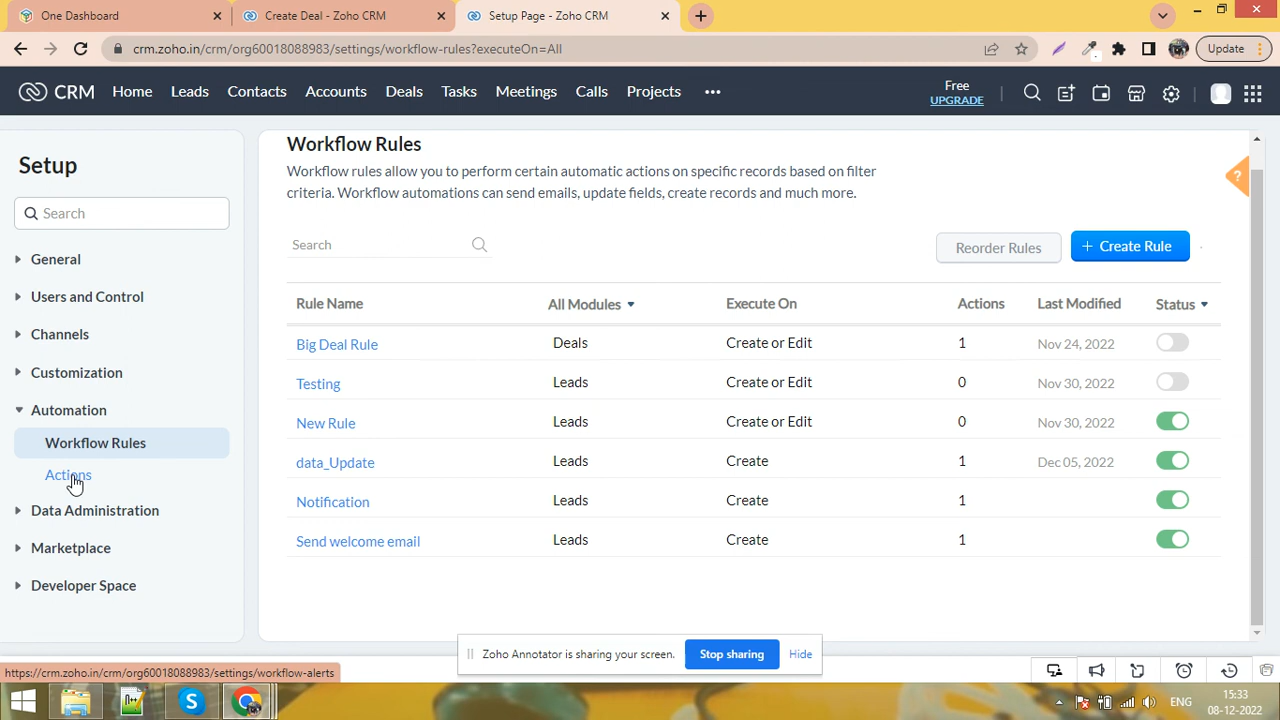 One Dashboard
Create Deal - Zoho CRM
Setup Page - Zoho CRM
crm.zoho.in/crm/org60018088983/settings/workflow-rules?executeOn=All
Update
CRM Home Leads Contacts Accounts Deals Tasks Meetings Calls Projects
Free
UPGRADE
Setup
Search
General
Users and Control
Channels
Customization
Automation
Workflow Rules
Actions
Data Administration
Marketplace
Developer Space
Workflow Rules
Workflow rules allow you to perform certain automatic actions on specific records based on filter
criteria. Workflow automations can send emails, update fields, create records and much more.
Search
Reorder Rules
+ Create Rule
?
Rule Name All Modules Execute On Actions Last Modified Status
Big Deal Rule Deals Create or Edit 1 Nov 24, 2022
Testing Leads Create or Edit 0 Nov 30, 2022
New Rule Leads Create or Edit 0 Nov 30, 2022
data_Update Leads Create 1 Dec 05, 2022
Notification Leads Create 1
Send welcome email Leads Create 1
Zoho Annotator is sharing your screen.
Stop sharing
Hide
https://crm.zoho.in/crm/org60018088983/settings/workflow-alerts
ENG
15:33
08-12-2022